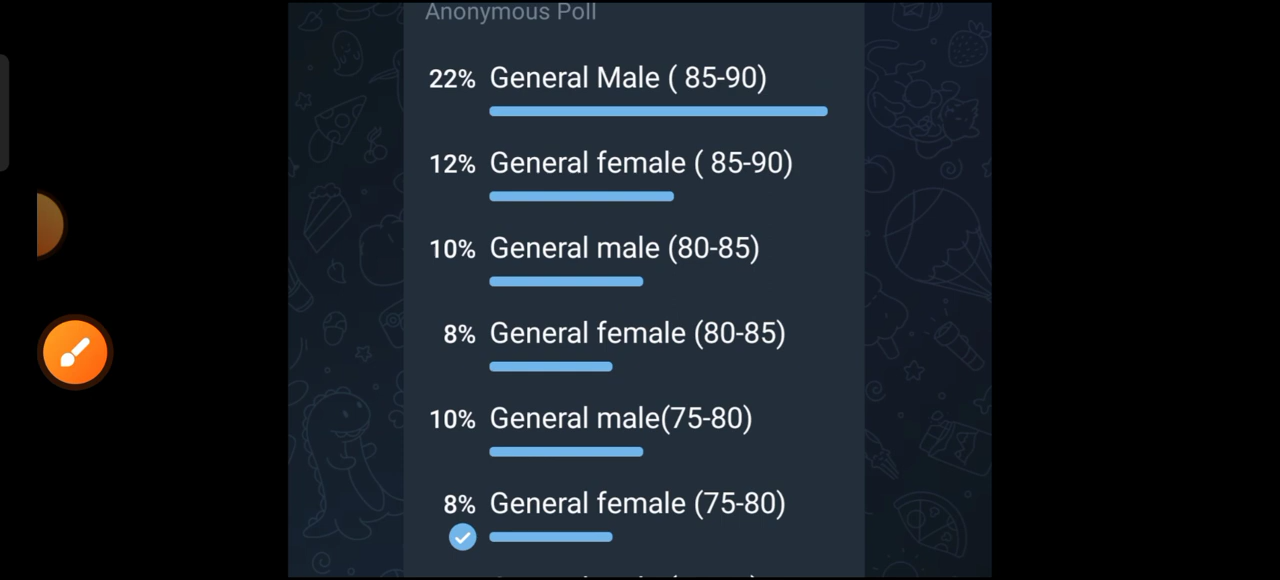 Anonymous Poll
22% General Male ( 85-90)
12% General female ( 85-90)
10% General male (80-85)
8% General female (80-85)
10% General male(75-80)
8% General female (75-80)